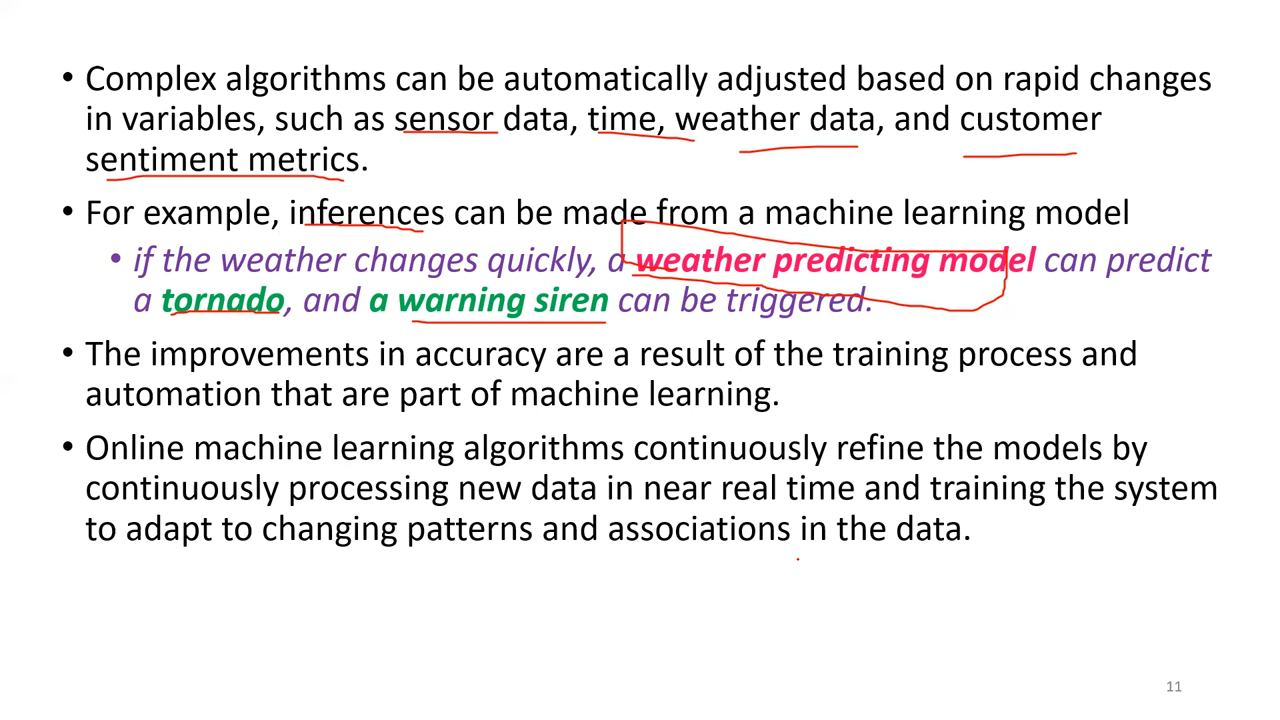 • Complex algorithms can be automatically adjusted based on rapid changes
in variables, such as sensor data, time, weather data, and customer
sentiment metrics.
• For example, inferences can be made from a machine learning model
• if the weather changes quickly, a weather predicting model can predict
a tornado, and a warning siren can be triggered.
• The improvements in accuracy are a result of the training process and
automation that are part of machine learning.
• Online machine learning algorithms continuously refine the models by
continuously processing new data in near real time and training the system
to adapt to changing patterns and associations in the data.
11